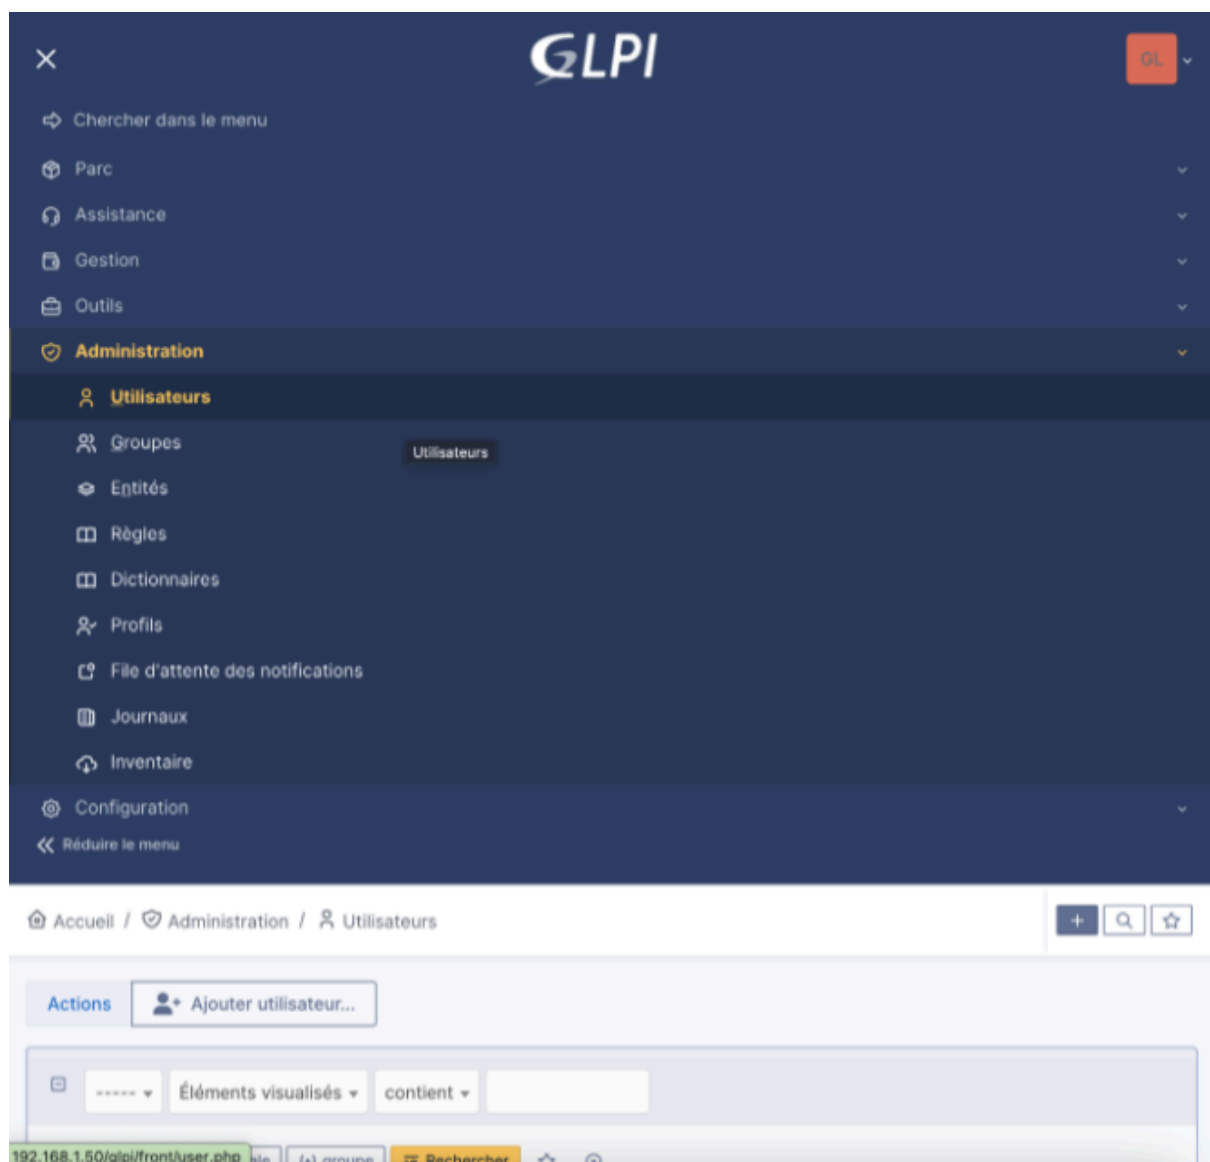 GLPI
GL
Chercher dans le menu
Parc
Assistance
Gestion
Outils
Administration
Utilisateurs
Groupes
Utilisateurs
Entités
Règles
Dictionnaires
Profils
File d'attente des notifications
Journaux
Inventaire
Configuration
Réduire le menu
Accueil / Administration / Utilisateurs
Actions
Ajouter utilisateur...
----- Éléments visualisés contient
192.168.1.50/glpi/front/user.php (+) groupe Rechercher